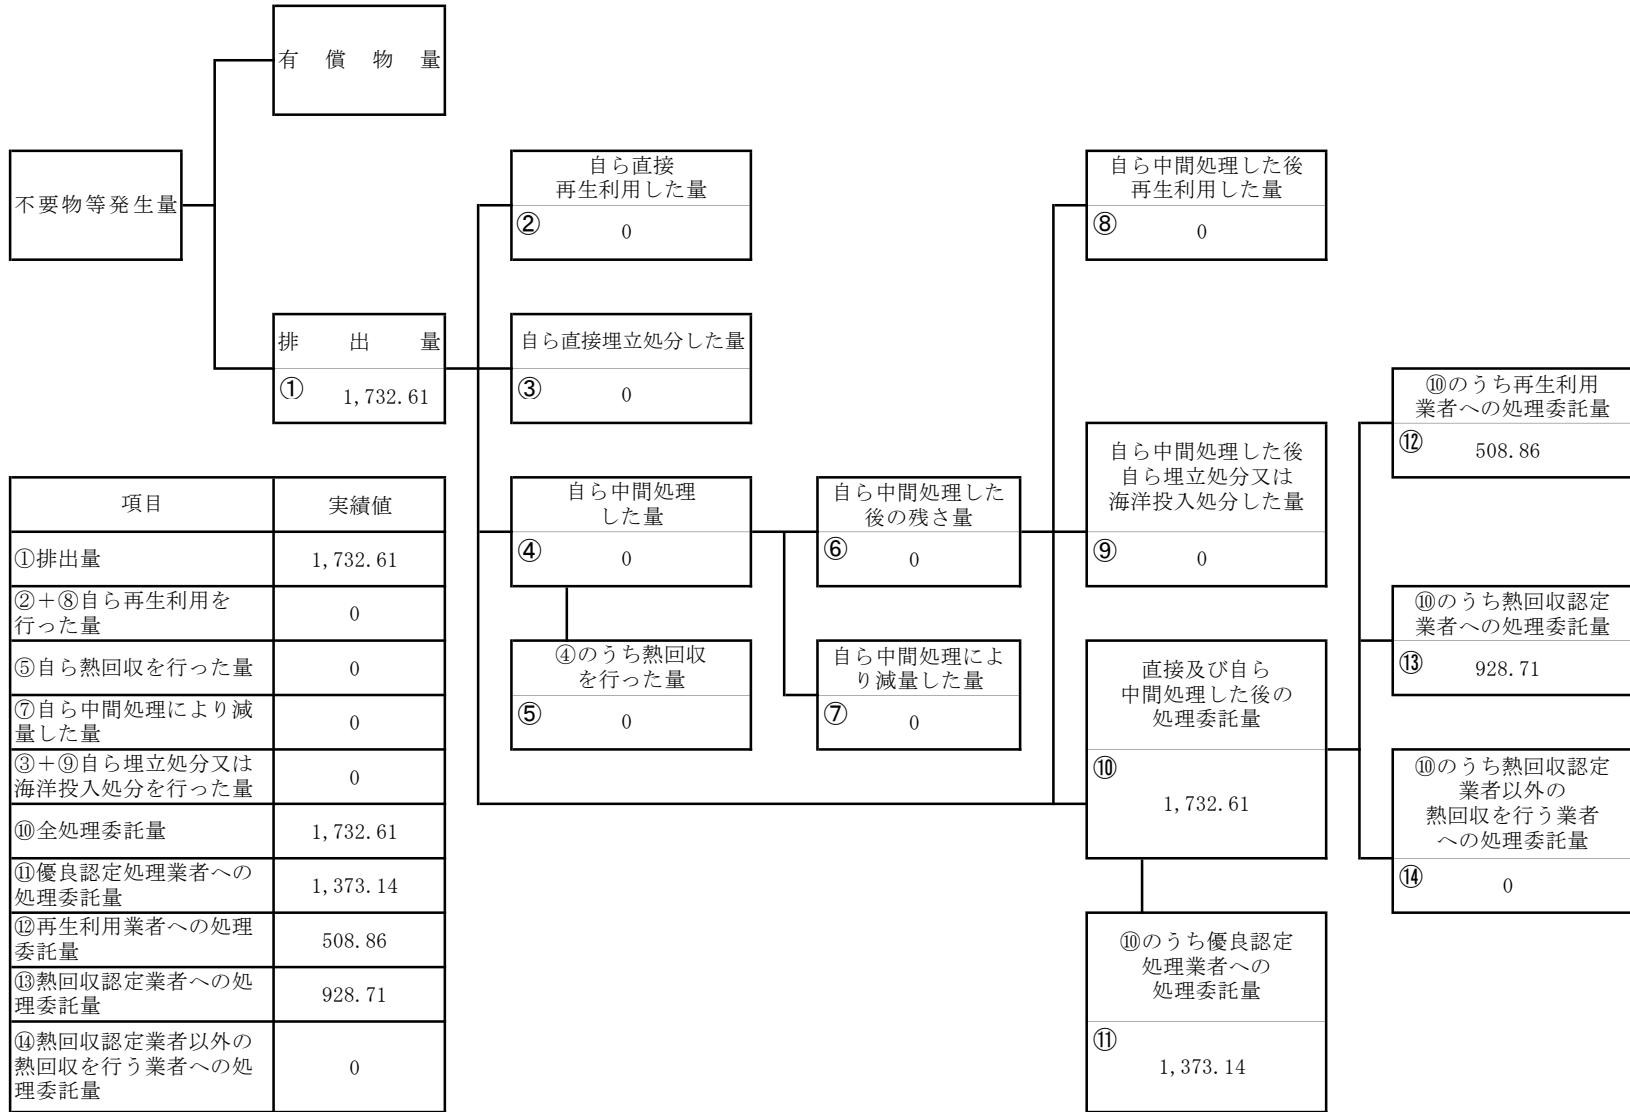 有償物量
不要物等発生量
排出量
① 1,732.61
自ら直接
再生利用した量
② 0
自ら直接埋立処分した量
③ 0
自ら中間処理
した量
④ 0
④のうち熱回収
を行った量
⑤ 0
自ら中間処理した
後の残さ量
⑥ 0
自ら中間処理によ
り減量した量
⑦ 0
自ら中間処理した後
再生利用した量
⑧ 0
自ら中間処理した後
自ら埋立処分又は
海洋投入処分した量
⑨ 0
直接及び自ら
中間処理した後の
処理委託量
⑩
1,732.61
⑩のうち優良認定
処理業者への
処理委託量
⑪
1,373.14
⑩のうち再生利用
業者への処理委託量
⑫ 508.86
⑩のうち熱回収認定
業者への処理委託量
⑬ 928.71
⑩のうち熱回収認定
業者以外の
熱回収を行う業者
への処理委託量
⑭ 0
項目 実績値
①排出量 1,732.61
②＋⑧自ら再生利用を
行った量 0
⑤自ら熱回収を行った量 0
⑦自ら中間処理により減
量した量 0
③＋⑨自ら埋立処分又は
海洋投入処分を行った量 0
⑩全処理委託量 1,732.61
⑪優良認定処理業者への
処理委託量 1,373.14
⑫再生利用業者への処理
委託量 508.86
⑬熱回収認定業者への処
理委託量 928.71
⑭熱回収認定業者以外の
熱回収を行う業者への処
理委託量 0